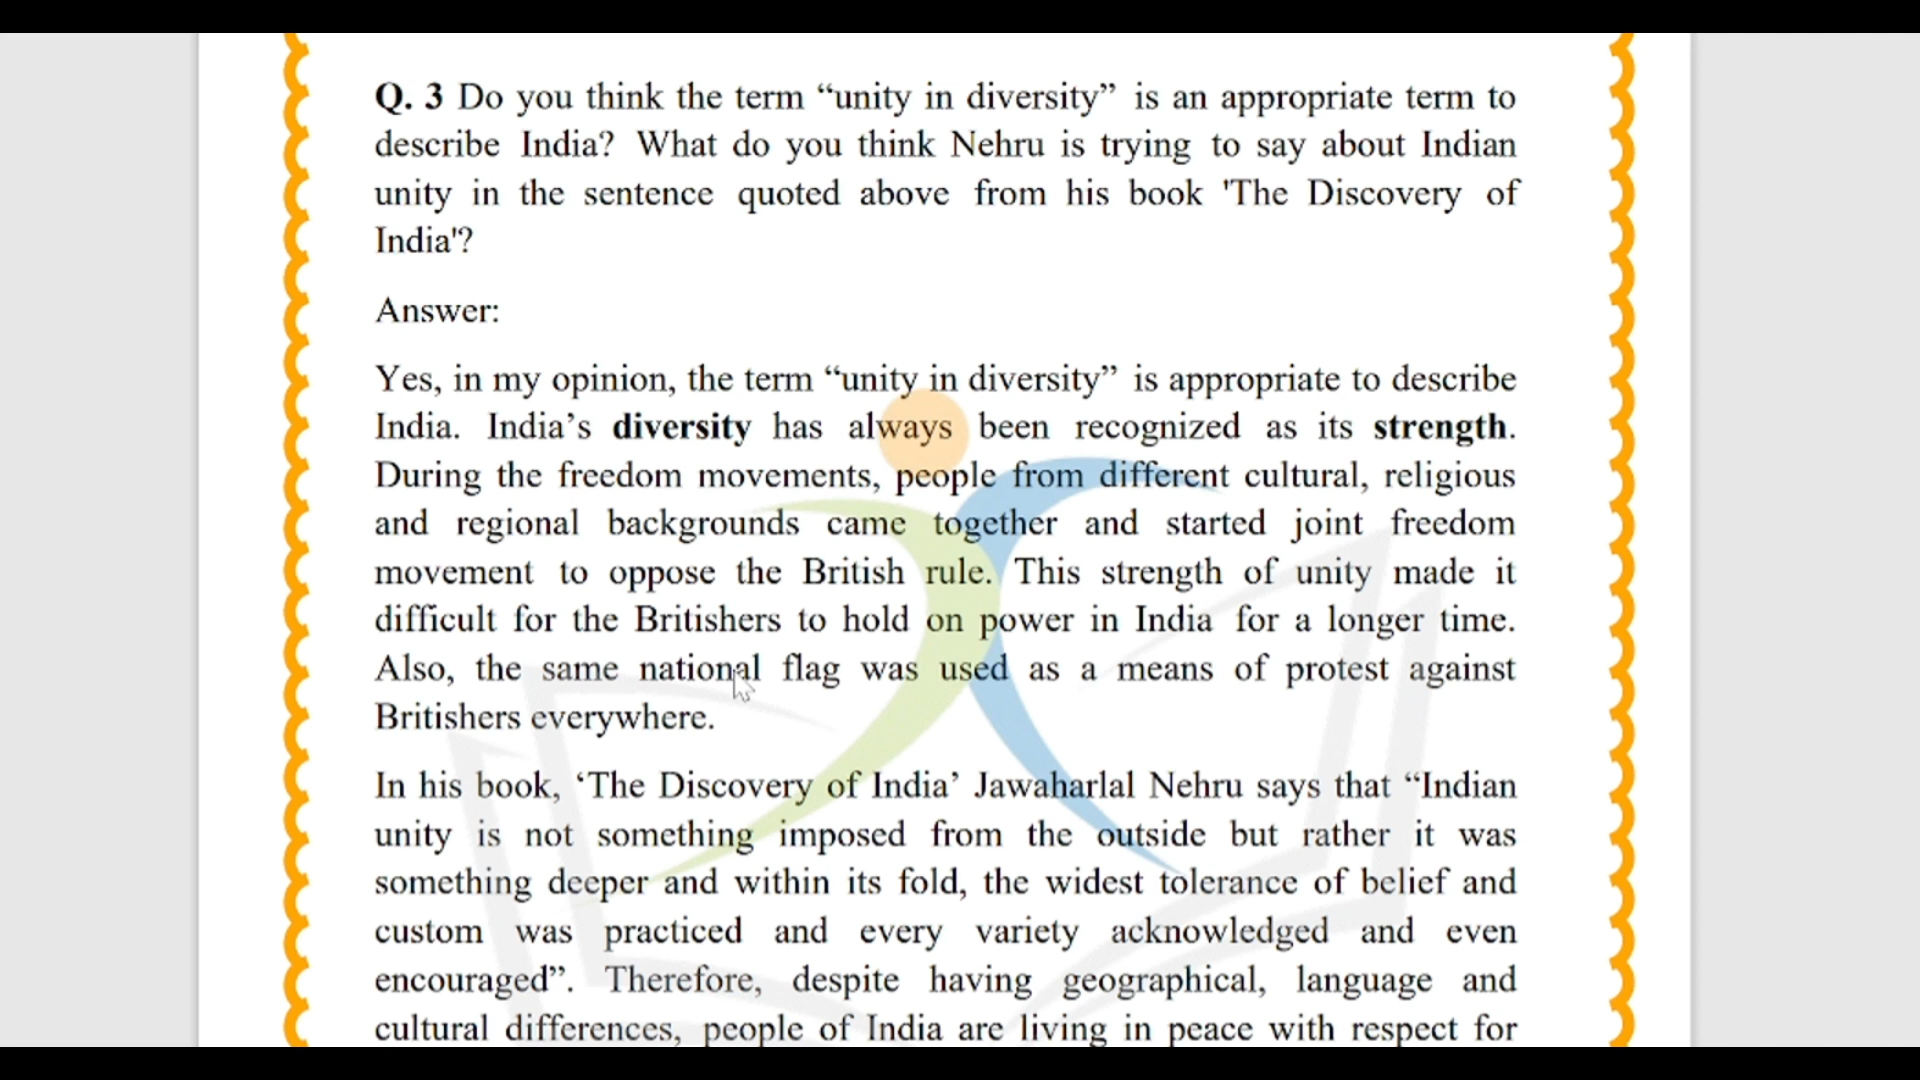 Q. 3 Do you think the term “unity in diversity” is an appropriate term to
describe India? What do you think Nehru is trying to say about Indian
unity in the sentence quoted above from his book 'The Discovery of
India'?
Answer:
Yes, in my opinion, the term “unity in diversity” is appropriate to describe
India. India’s diversity has always been recognized as its strength.
During the freedom movements, people from different cultural, religious
and regional backgrounds came together and started joint freedom
movement to oppose the British rule. This strength of unity made it
difficult for the Britishers to hold on power in India for a longer time.
Also, the same national flag was used as a means of protest against
Britishers everywhere.
In his book, ‘The Discovery of India’ Jawaharlal Nehru says that “Indian
unity is not something imposed from the outside but rather it was
something deeper and within its fold, the widest tolerance of belief and
custom was practiced and every variety acknowledged and even
encouraged”. Therefore, despite having geographical, language and
cultural differences, people of India are living in peace with respect for